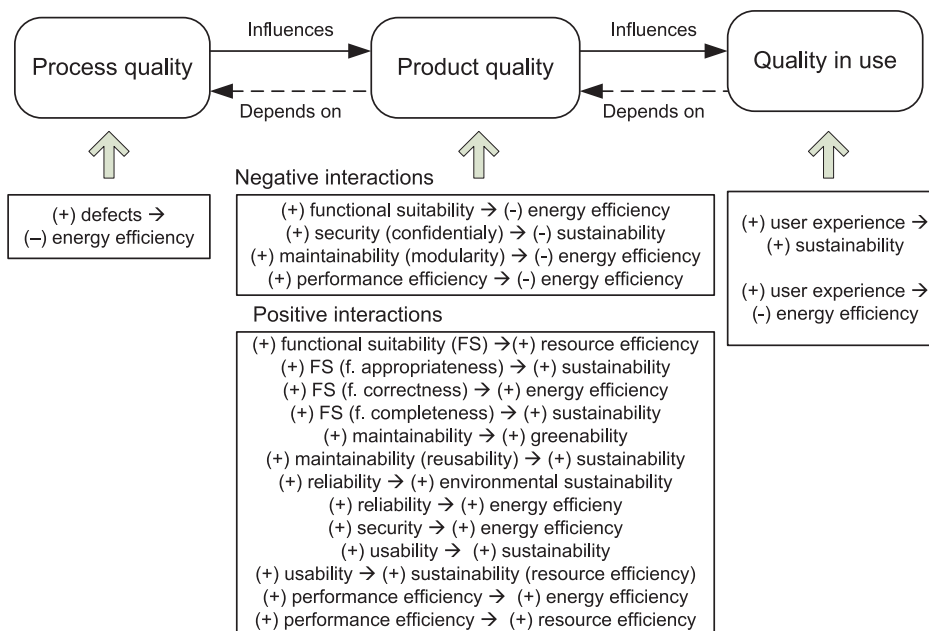 Influences
Influences
Process quality
Product quality
Quality in use
Depends on
Depends on
Negative interactions
(+) defects →
(–) energy efficiency
(+) functional suitability → (-) energy efficiency
(+) security (confidentialy) → (-) sustainability
(+) maintainability (modularity) → (-) energy efficiency
(+) performance efficiency → (-) energy efficiency
(+) user experience →
(+) sustainability
(+) user experience →
(-) energy efficiency
Positive interactions
(+) functional suitability (FS) →(+) resource efficiency
(+) FS (f. appropriateness) → (+) sustainability
(+) FS (f. correctness) → (+) energy efficiency
(+) FS (f. completeness) → (+) sustainability
(+) maintainability → (+) greenability
(+) maintainability (reusability) → (+) sustainability
(+) reliability → (+) environmental sustainability
(+) reliability → (+) energy efficieny
(+) security → (+) energy efficiency
(+) usability → (+) sustainability
(+) usability → (+) sustainability (resource efficiency)
(+) performance efficiency → (+) energy efficiency
(+) performance efficiency → (+) resource efficiency